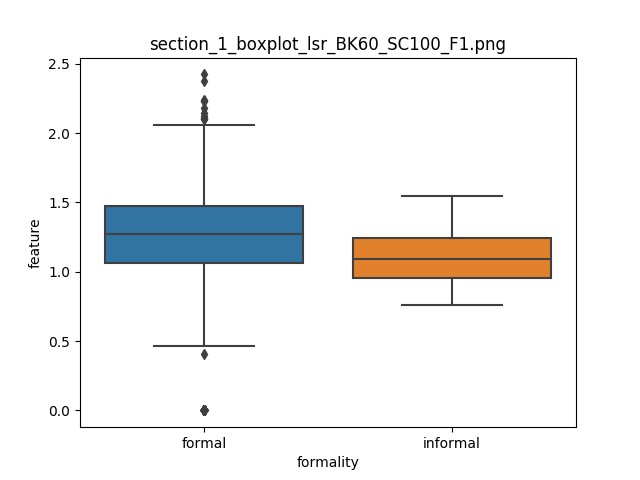 section_1_boxplot_lsr_BK60_SC100_F1.png
2.5
2.0
1.5
1.0
0.5
0.0
feature
formal
informal
formality